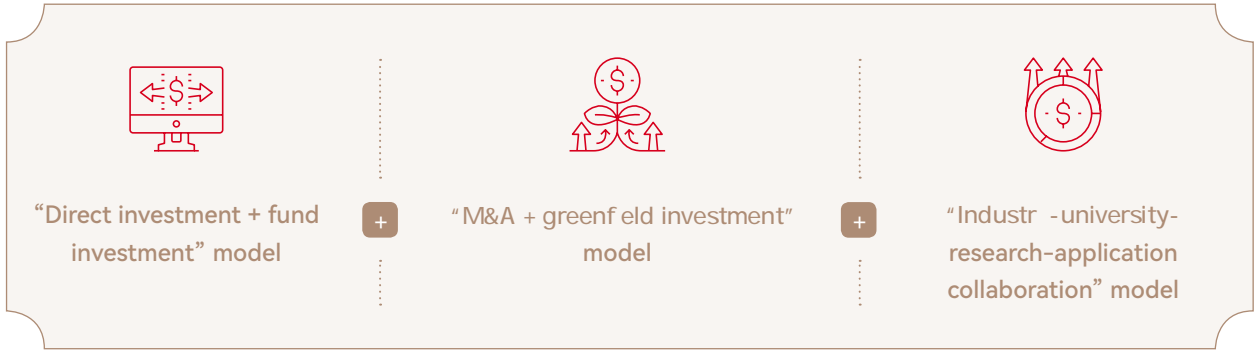 “Direct investment + fund
investment” model
+
“M&A + greenf eld investment”
model
+
“Industr -university-
research-application
collaboration” model